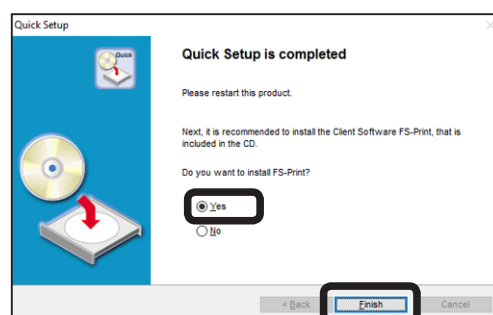 Quick Setup
Quick
Quick Setup is completed
Please restart this product.
Next, it is recommended to install the Client Software FS-Print, that is
included in the CD.
Do you want to install FS-Print?
Yes
No
< Back
Finish
Cancel